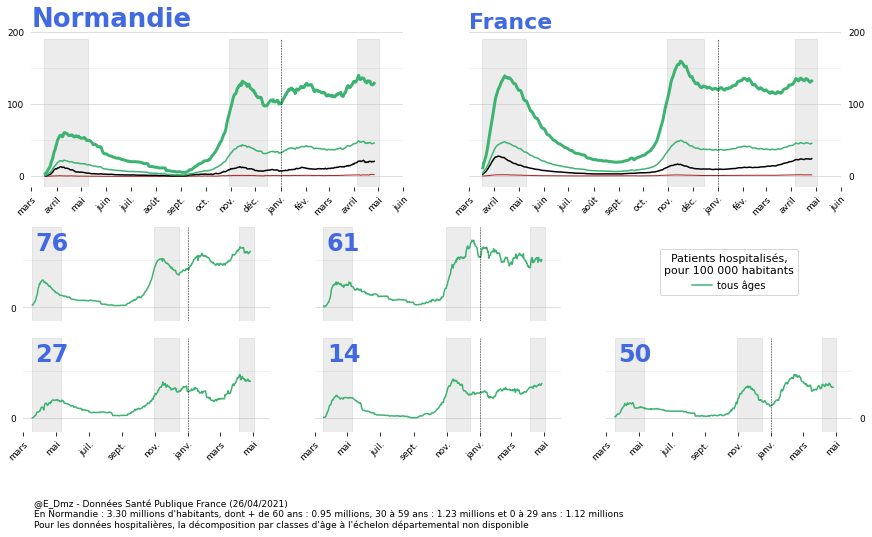 Normandie
France
200
200
100
100
0
0
mars avril mai juin juil. août sept. oct. nov. déc. janv. fév. mars avril mai juin
mars avril mai juin juil. août sept. oct. nov. déc. janv. fév. mars avril mai juin
76
61
Patients hospitalisés,
pour 100 000 habitants
tous âges
0
27
14
50
0
0
mars mai juil. sept. nov. janv. mars mai
mars mai juil. sept. nov. janv. mars mai
mars mai juil. sept. nov. janv. mars mai
@E_Dmz - Données Santé Publique France (26/04/2021)
En Normandie : 3.30 millions d'habitants, dont + de 60 ans : 0.95 millions, 30 à 59 ans : 1.23 millions et 0 à 29 ans : 1.12 millions
Pour les données hospitalières, la décomposition par classes d'âge à l'échelon départemental non disponible